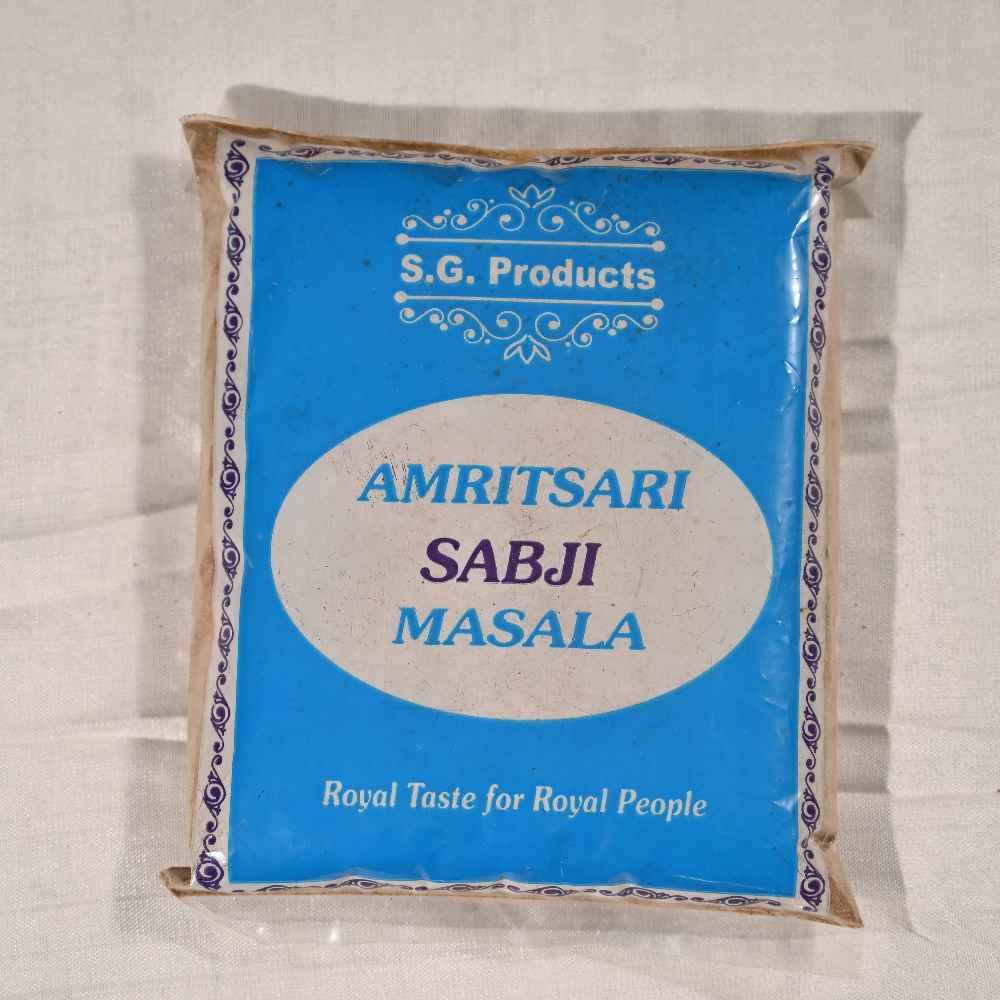 S.G. Products
AMRITSARI
SABJI
MASALA
Royal Taste for Royal People